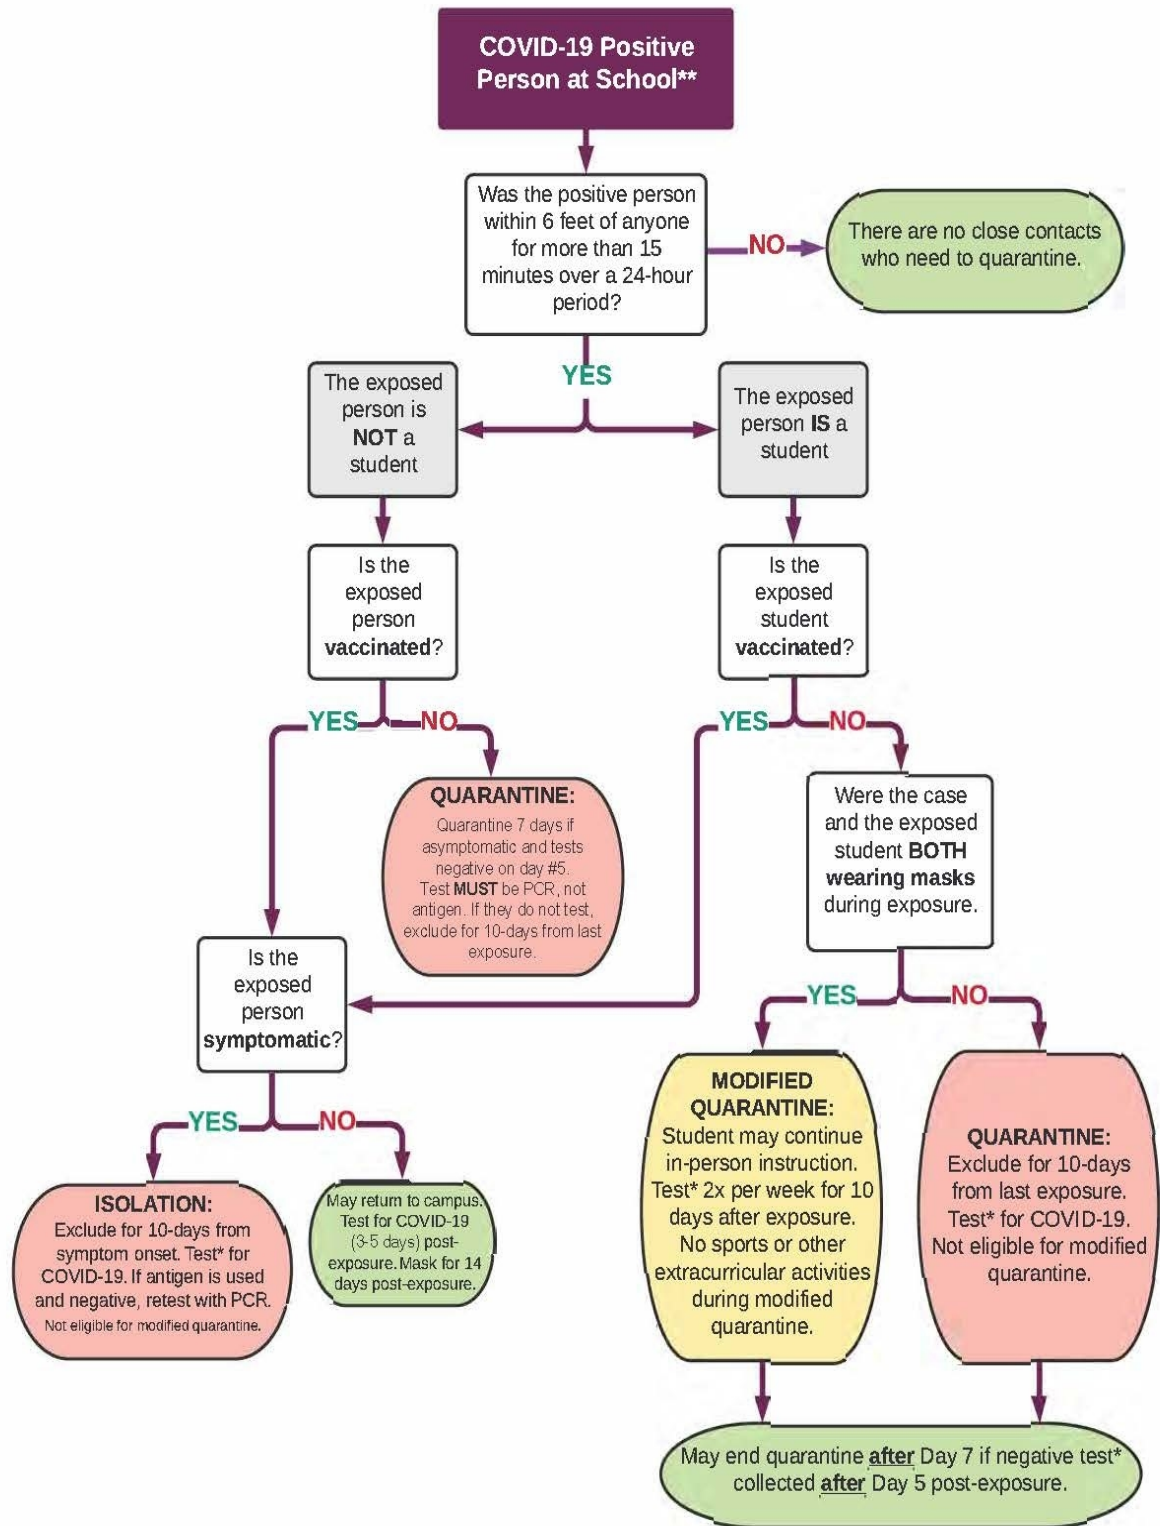 COVID-19 Positive
Person at School**
Was the positive person
within 6 feet of anyone
for more than 15
minutes over a 24-hour
period?
NO
There are no close contacts
who need to quarantine.
YES
The exposed
person is
NOT a
student
The exposed
person IS a
student
Is the
exposed
person
vaccinated?
Is the
exposed
student
vaccinated?
YES
NO
YES
NO
QUARANTINE:
Quarantine 7 days if
asymptomatic and tests
negative on day #5.
Test MUST be PCR, not
antigen. If they do not test,
exclude for 10-days from last
exposure.
Were the case
and the exposed
student BOTH
wearing masks
during exposure.
Is the
exposed
person
symptomatic?
YES
NO
YES
NO
ISOLATION:
Exclude for 10-days from
symptom onset. Test* for
COVID-19. If antigen is used
and negative, retest with PCR.
Not eligible for modified quarantine.
May return to campus.
Test for COVID-19
(3-5 days) post-
exposure. Mask for 14
days post-exposure.
MODIFIED
QUARANTINE:
Student may continue
in-person instruction.
Test* 2x per week for 10
days after exposure.
No sports or other
extracurricular activities
during modified
quarantine.
QUARANTINE:
Exclude for 10-days
from last exposure.
Test* for COVID-19.
Not eligible for modified
quarantine.
May end quarantine after Day 7 if negative test*
collected after Day 5 post-exposure.